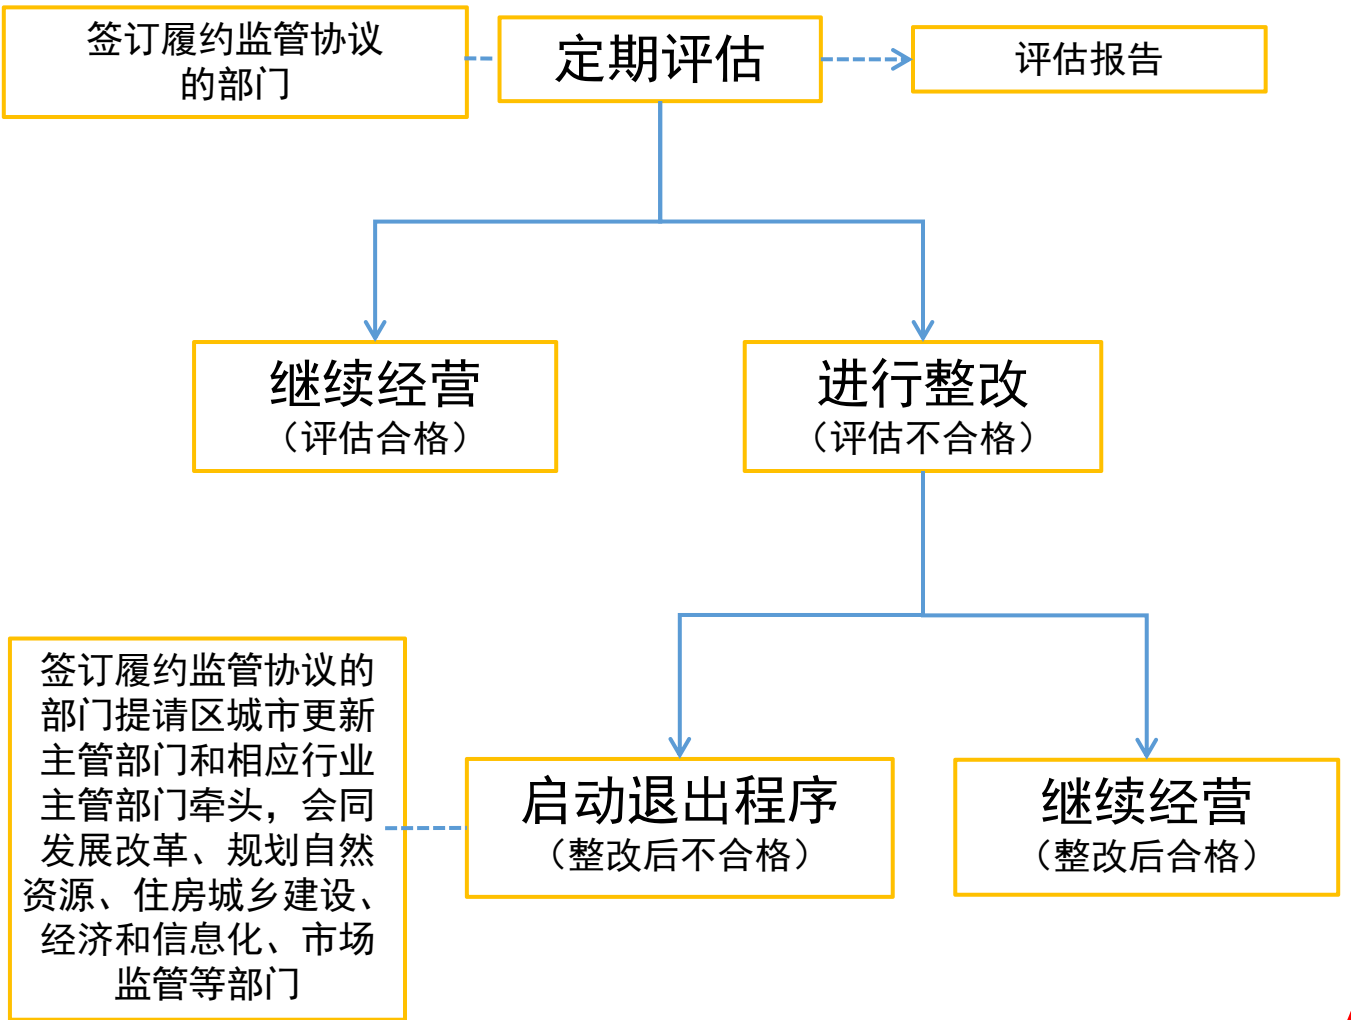 签订履约监管协议
的部门
定期评估
评估报告
继续经营
（评估合格）
进行整改
（评估不合格）
签订履约监管协议的
部门提请区城市更新
主管部门和相应行业
主管部门牵头，会同
发展改革、规划自然
资源、住房城乡建设、
经济和信息化、市场
监管等部门
启动退出程序
（整改后不合格）
继续经营
（整改后合格）